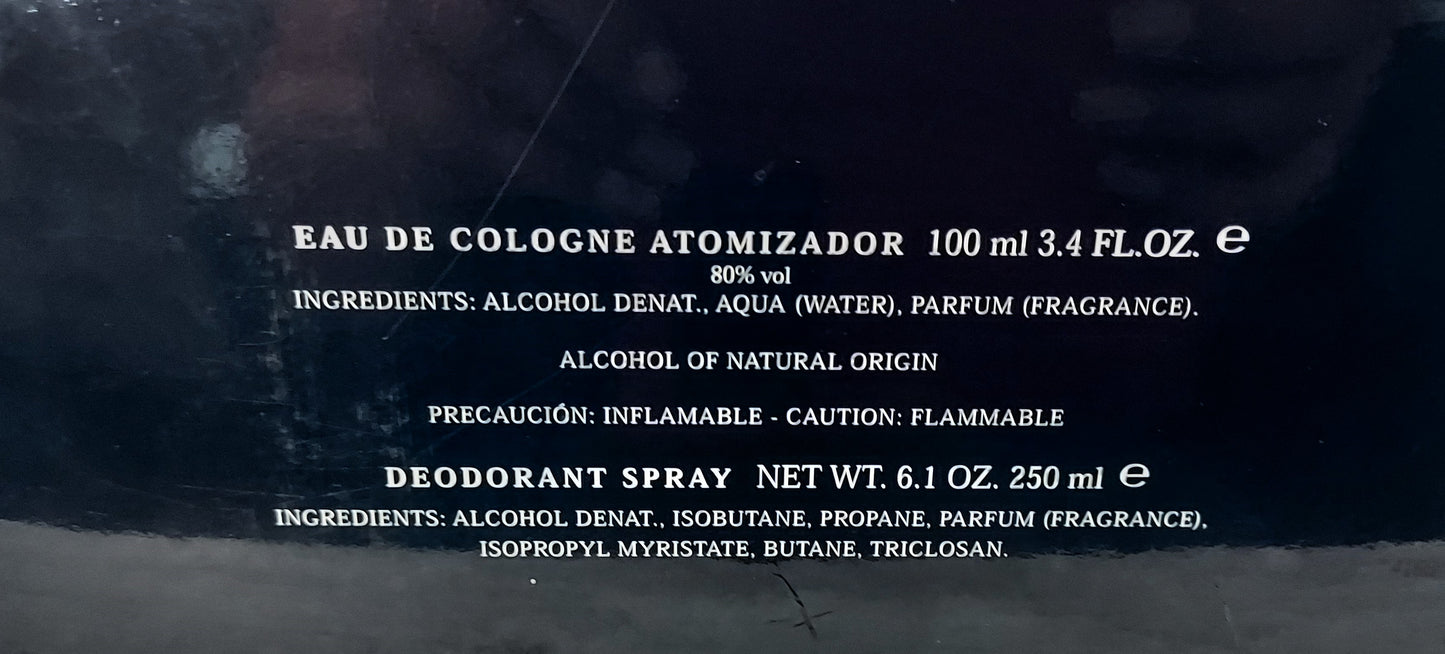 EAU DE COLOGNE ATOMIZADOR 100 ml 3.4 FL.OZ. ℮
80% vol
INGREDIENTS: ALCOHOL DENAT., AQUA (WATER), PARFUM (FRAGRANCE).
ALCOHOL OF NATURAL ORIGIN
PRECAUCIÓN: INFLAMABLE - CAUTION: FLAMMABLE
DEODORANT SPRAY NET WT. 6.1 OZ. 250 ml ℮
INGREDIENTS: ALCOHOL DENAT., ISOBUTANE, PROPANE, PARFUM (FRAGRANCE),
ISOPROPYL MYRISTATE, BUTANE, TRICLOSAN.